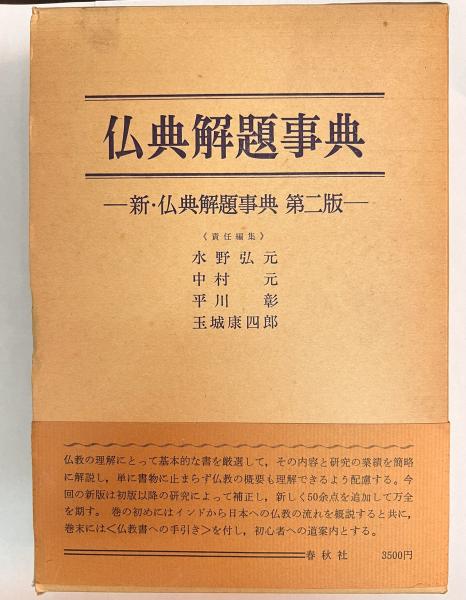 仏典解題事典
―新・仏典解題事典 第二版―
《責任編集》
水野弘元
中村 元
平川 彰
玉城康四郎
仏教の理解にとって基本的な書を厳選して，その内容と研究の業績を簡略
に解説し，単に書物に止まらず仏教の概要も理解できるよう配慮する。今
回の新版は初版以降の研究によって補正し，新しく50余点を追加して万全
を期す。 巻の初めにはインドから日本への仏教の流れを概説すると共に，
巻末には＜仏教書への手引き＞を付し，初心者への道案内とする。
春秋社 3500円